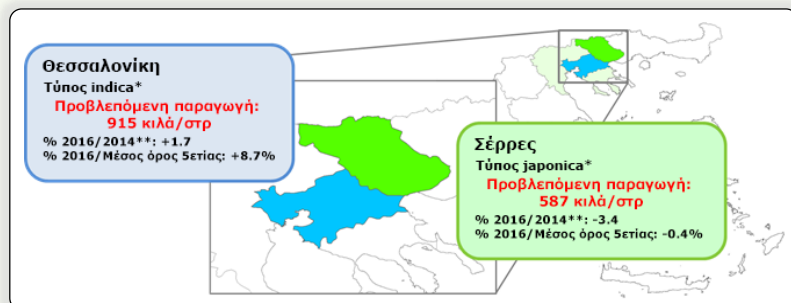 Θεσσαλονίκη
Τύπος indica*
Προβλεπόμενη παραγωγή:
915 κιλά/στρ
% 2016/2014**: +1.7
% 2016/Μέσος όρος 5ετίας: +8.7%
Σέρρες
Τύπος japonica*
Προβλεπόμενη παραγωγή:
587 κιλά/στρ
% 2016/2014**: -3.4
% 2016/Μέσος όρος 5ετίας: -0.4%